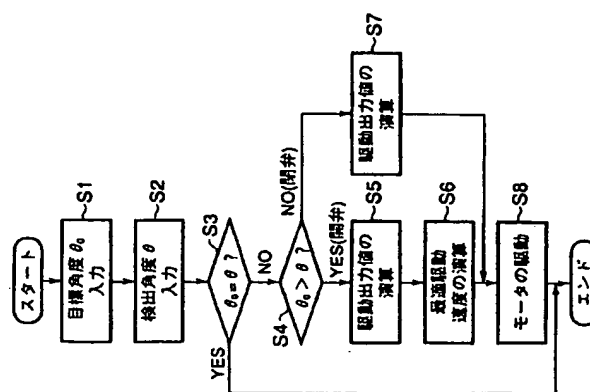 スタート
S1
目標角度 θ₀
入力
S2
検出角度 θ
入力
S3
θ₀ = θ ?
YES
NO
S4
θ₀ > θ ?
NO(閉弁)
YES(開弁)
S5
駆動出力値の
演算
S7
駆動出力値の
演算
S6
最適駆動
速度の演算
S8
モータの駆動
エンド